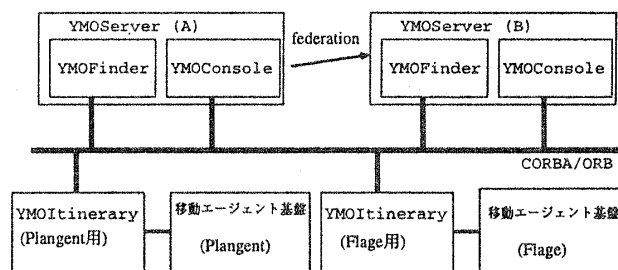 YMOServer (A)
federation
YMOServer (B)
YMOFinder
YMOConsole
YMOFinder
YMOConsole
CORBA/ORB
YMOItinerary
(Plangent用)
移動エージェント基盤
(Plangent)
YMOItinerary
(Flage用)
移動エージェント基盤
(Flage)